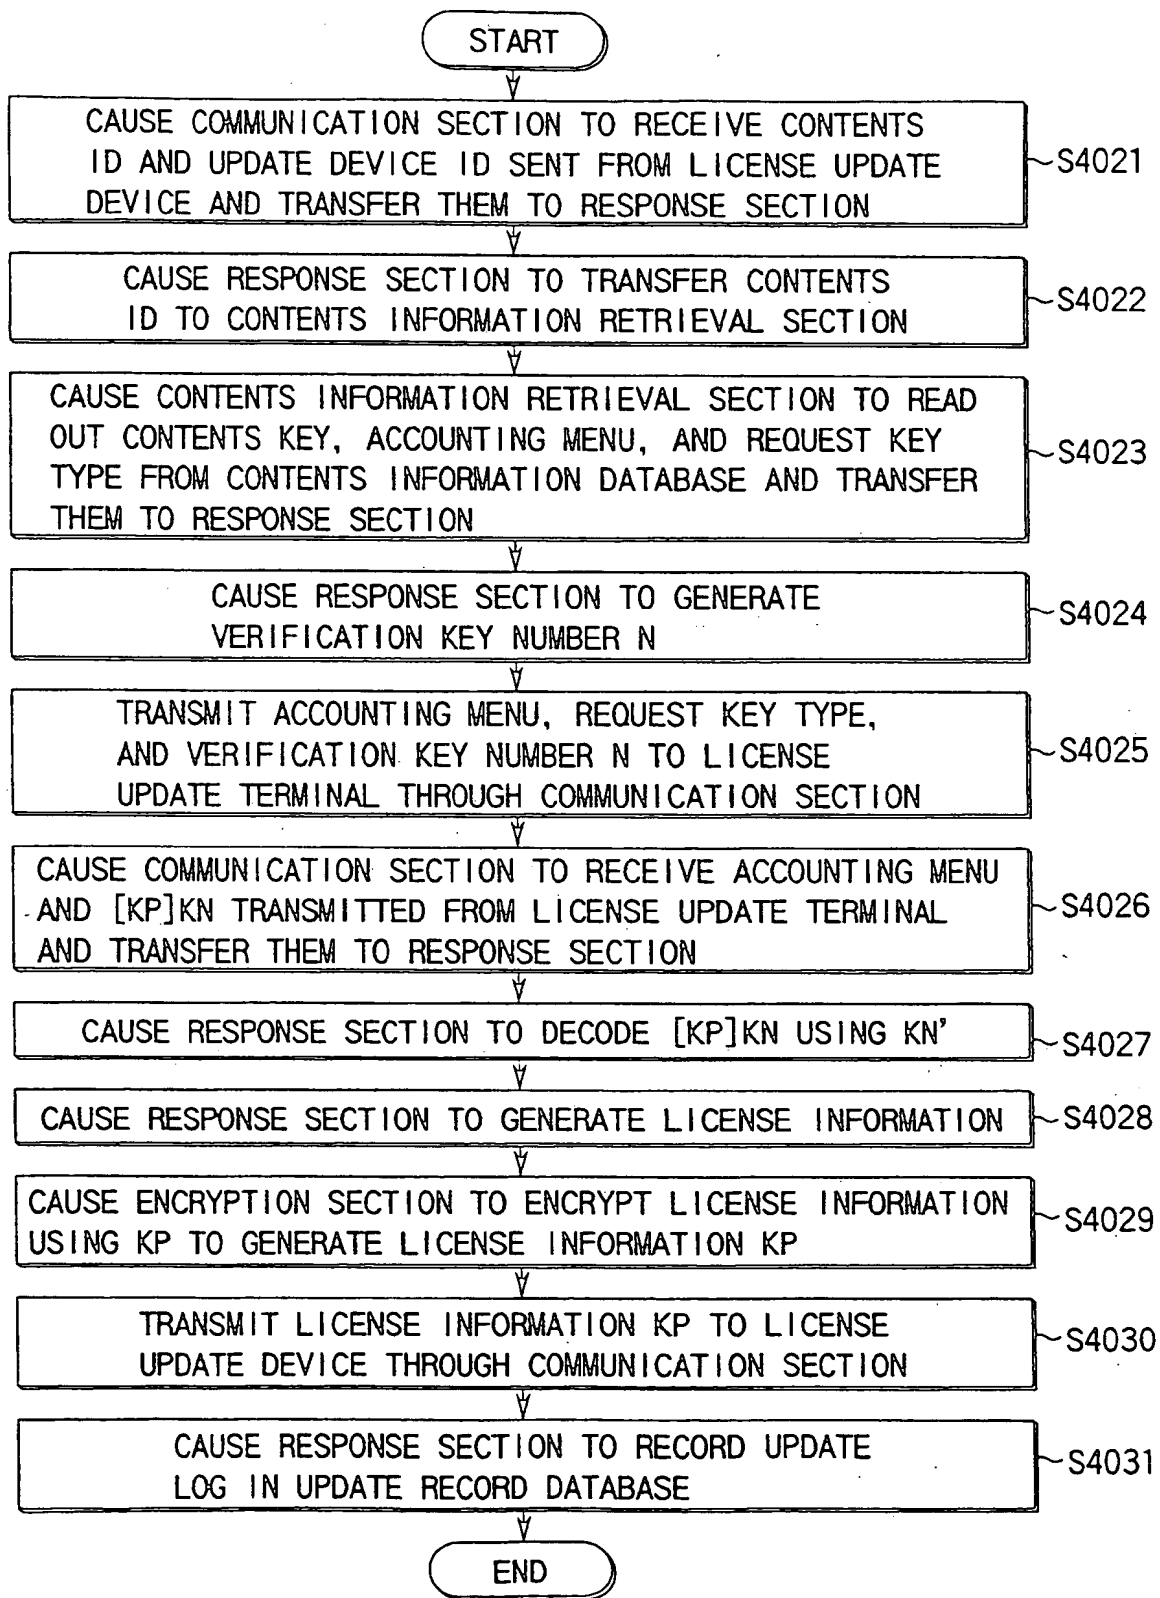 START
CAUSE COMMUNICATION SECTION TO RECEIVE CONTENTS
ID AND UPDATE DEVICE ID SENT FROM LICENSE UPDATE
DEVICE AND TRANSFER THEM TO RESPONSE SECTION
S4021
CAUSE RESPONSE SECTION TO TRANSFER CONTENTS
ID TO CONTENTS INFORMATION RETRIEVAL SECTION
S4022
CAUSE CONTENTS INFORMATION RETRIEVAL SECTION TO READ
OUT CONTENTS KEY, ACCOUNTING MENU, AND REQUEST KEY
TYPE FROM CONTENTS INFORMATION DATABASE AND TRANSFER
THEM TO RESPONSE SECTION
S4023
CAUSE RESPONSE SECTION TO GENERATE
VERIFICATION KEY NUMBER N
S4024
TRANSMIT ACCOUNTING MENU, REQUEST KEY TYPE,
AND VERIFICATION KEY NUMBER N TO LICENSE
UPDATE TERMINAL THROUGH COMMUNICATION SECTION
S4025
CAUSE COMMUNICATION SECTION TO RECEIVE ACCOUNTING MENU
AND [KP]KN TRANSMITTED FROM LICENSE UPDATE TERMINAL
AND TRANSFER THEM TO RESPONSE SECTION
S4026
CAUSE RESPONSE SECTION TO DECODE [KP]KN USING KN'
S4027
CAUSE RESPONSE SECTION TO GENERATE LICENSE INFORMATION
S4028
CAUSE ENCRYPTION SECTION TO ENCRYPT LICENSE INFORMATION
USING KP TO GENERATE LICENSE INFORMATION KP
S4029
TRANSMIT LICENSE INFORMATION KP TO LICENSE
UPDATE DEVICE THROUGH COMMUNICATION SECTION
S4030
CAUSE RESPONSE SECTION TO RECORD UPDATE
LOG IN UPDATE RECORD DATABASE
S4031
END